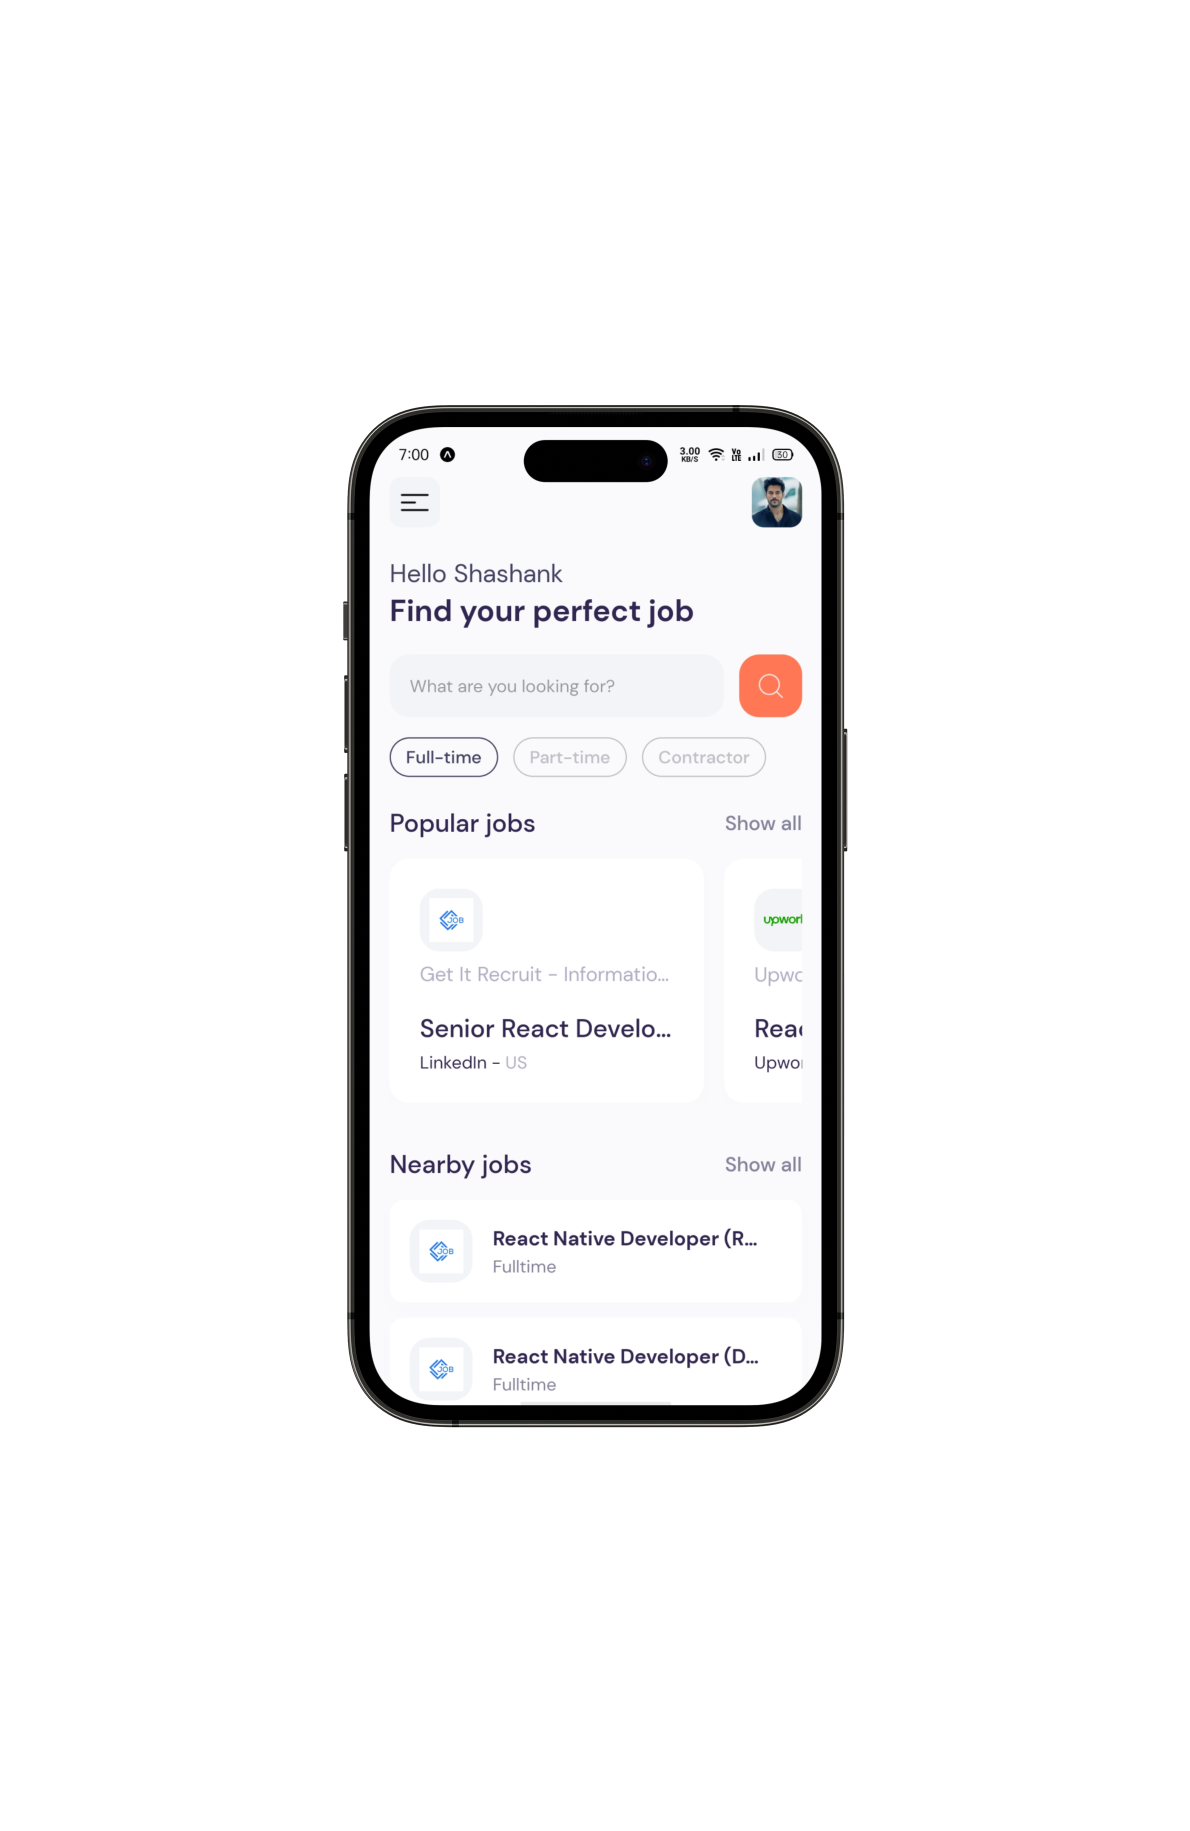 7:00
3.00
KB/S
Vo
LTE
30
Hello Shashank
Find your perfect job
What are you looking for?
Full-time Part-time Contractor
Popular jobs Show all
JOB
upwork
Get It Recruit - Informatio... Upwo
Senior React Develo... Reac
LinkedIn - US Upwor
Nearby jobs Show all
JOB
React Native Developer (R...
Fulltime
JOB
React Native Developer (D...
Fulltime